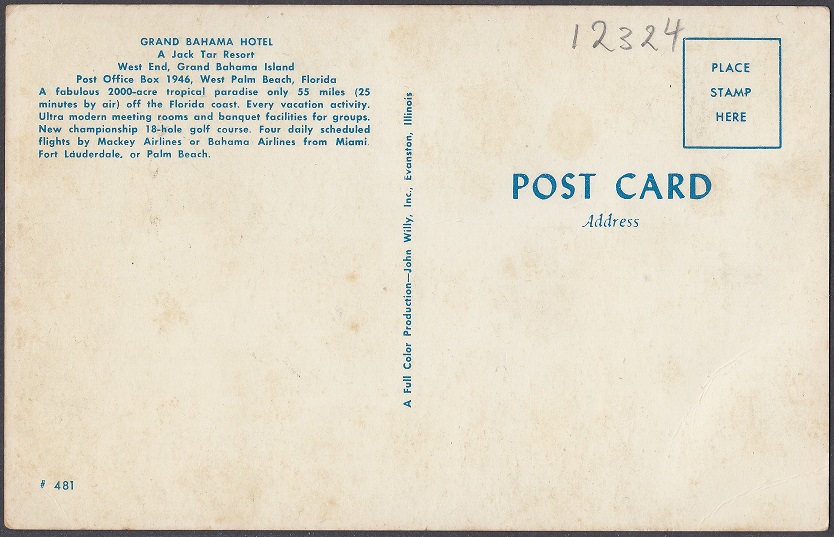 GRAND BAHAMA HOTEL
A Jack Tar Resort
West End, Grand Bahama Island
Post Office Box 1946, West Palm Beach, Florida
A fabulous 2000-acre tropical paradise only 55 miles (25
minutes by air) off the Florida coast. Every vacation activity.
Ultra modern meeting rooms and banquet facilities for groups.
New championship 18-hole golf course. Four daily scheduled
flights by Mackey Airlines or Bahama Airlines from Miami.
Fort Lauderdale, or Palm Beach.
# 481
A Full Color Production—John Willy, Inc., Evanston, Illinois
12324
PLACE
STAMP
HERE
POST CARD
Address